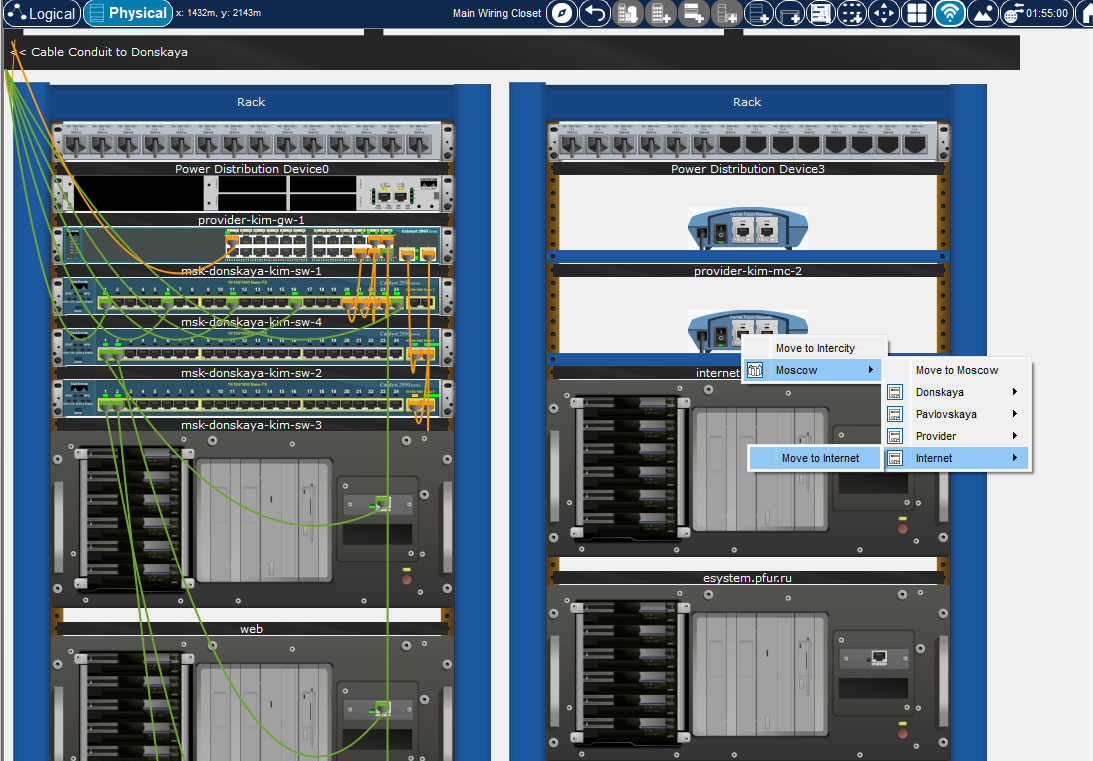 Logical
Physical
x: 1432m, y: 2143m
Main Wiring Closet
01:55:00
<< Cable Conduit to Donskaya
Rack
Rack
Power Distribution Device0
Power Distribution Device3
provider-kim-gw-1
msk-donskaya-kim-sw-1
provider-kim-mc-2
msk-donskaya-kim-sw-4
msk-donskaya-kim-sw-2
internet
msk-donskaya-kim-sw-3
Move to Intercity
Moscow
Move to Moscow
Donskaya
Pavlovskaya
Provider
Internet
Move to Internet
esystem.pfur.ru
web